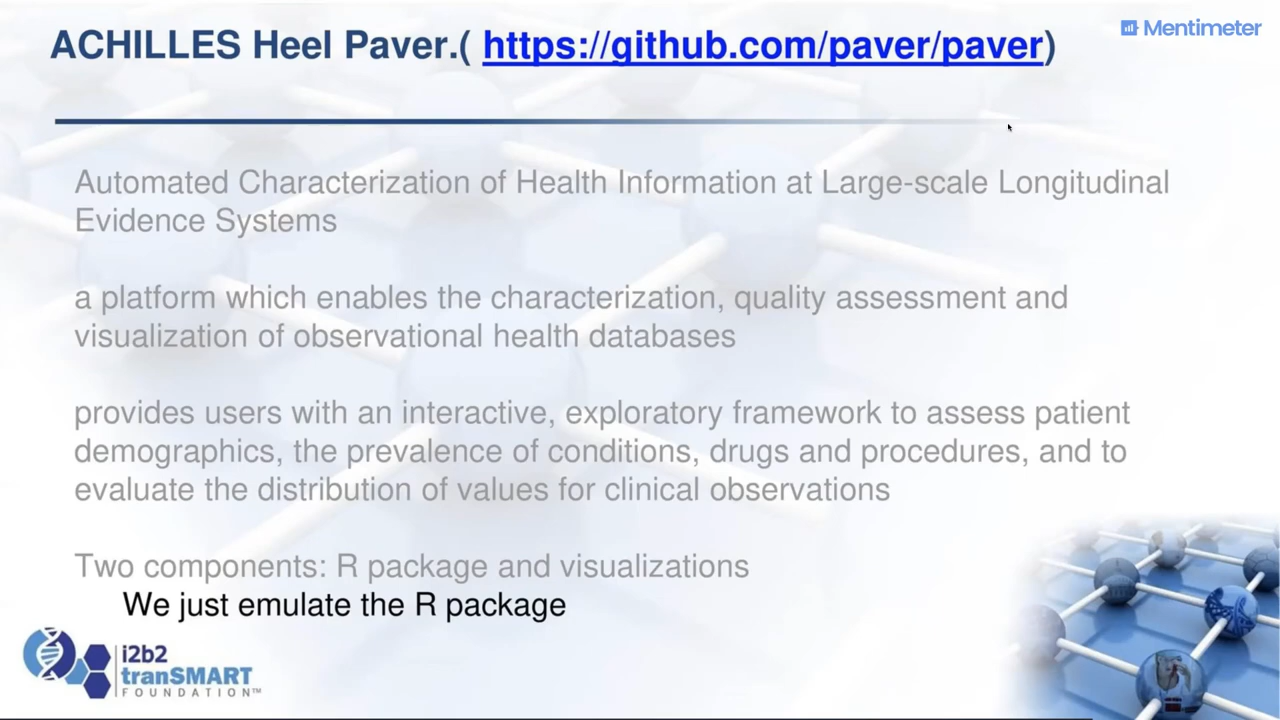 ACHILLES Heel Paver.( https://github.com/paver/paver)
Mentimeter
Automated Characterization of Health Information at Large-scale Longitudinal
Evidence Systems
a platform which enables the characterization, quality assessment and
visualization of observational health databases
provides users with an interactive, exploratory framework to assess patient
demographics, the prevalence of conditions, drugs and procedures, and to
evaluate the distribution of values for clinical observations
Two components: R package and visualizations
We just emulate the R package
i2b2
tranSMART
FOUNDATION™